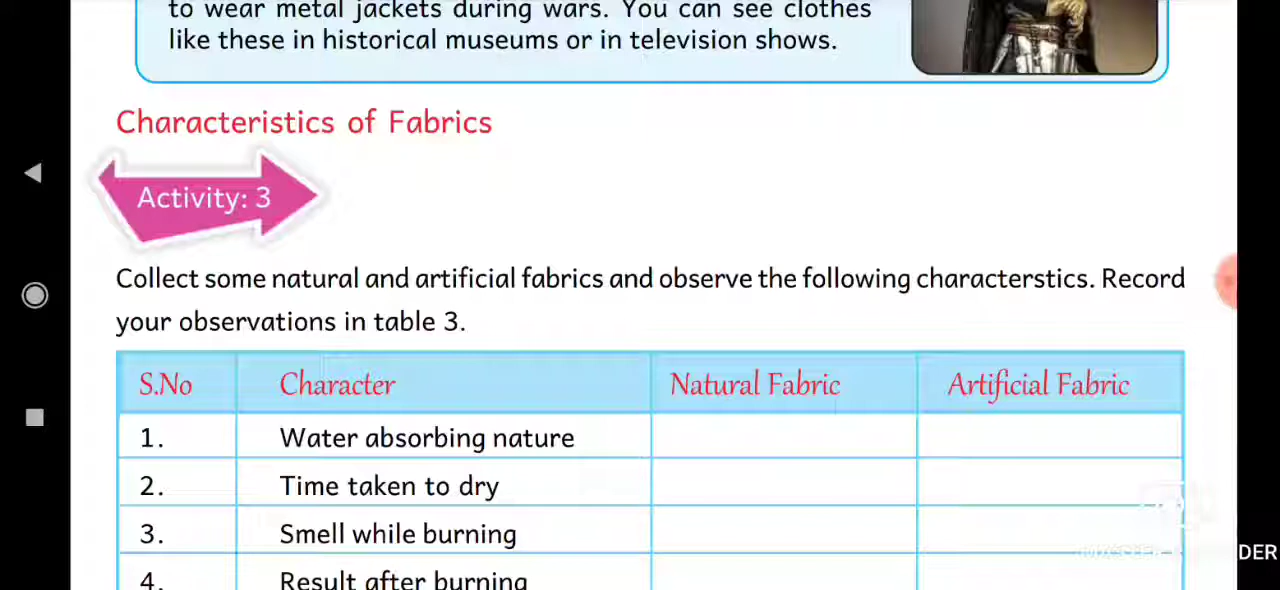 to wear metal jackets during wars. You can see clothes
like these in historical museums or in television shows.
Characteristics of Fabrics
Activity: 3
Collect some natural and artificial fabrics and observe the following characterstics. Record
your observations in table 3.
S.No Character Natural Fabric Artificial Fabric
1. Water absorbing nature
2. Time taken to dry
3. Smell while burning
4. Result after burning
DER